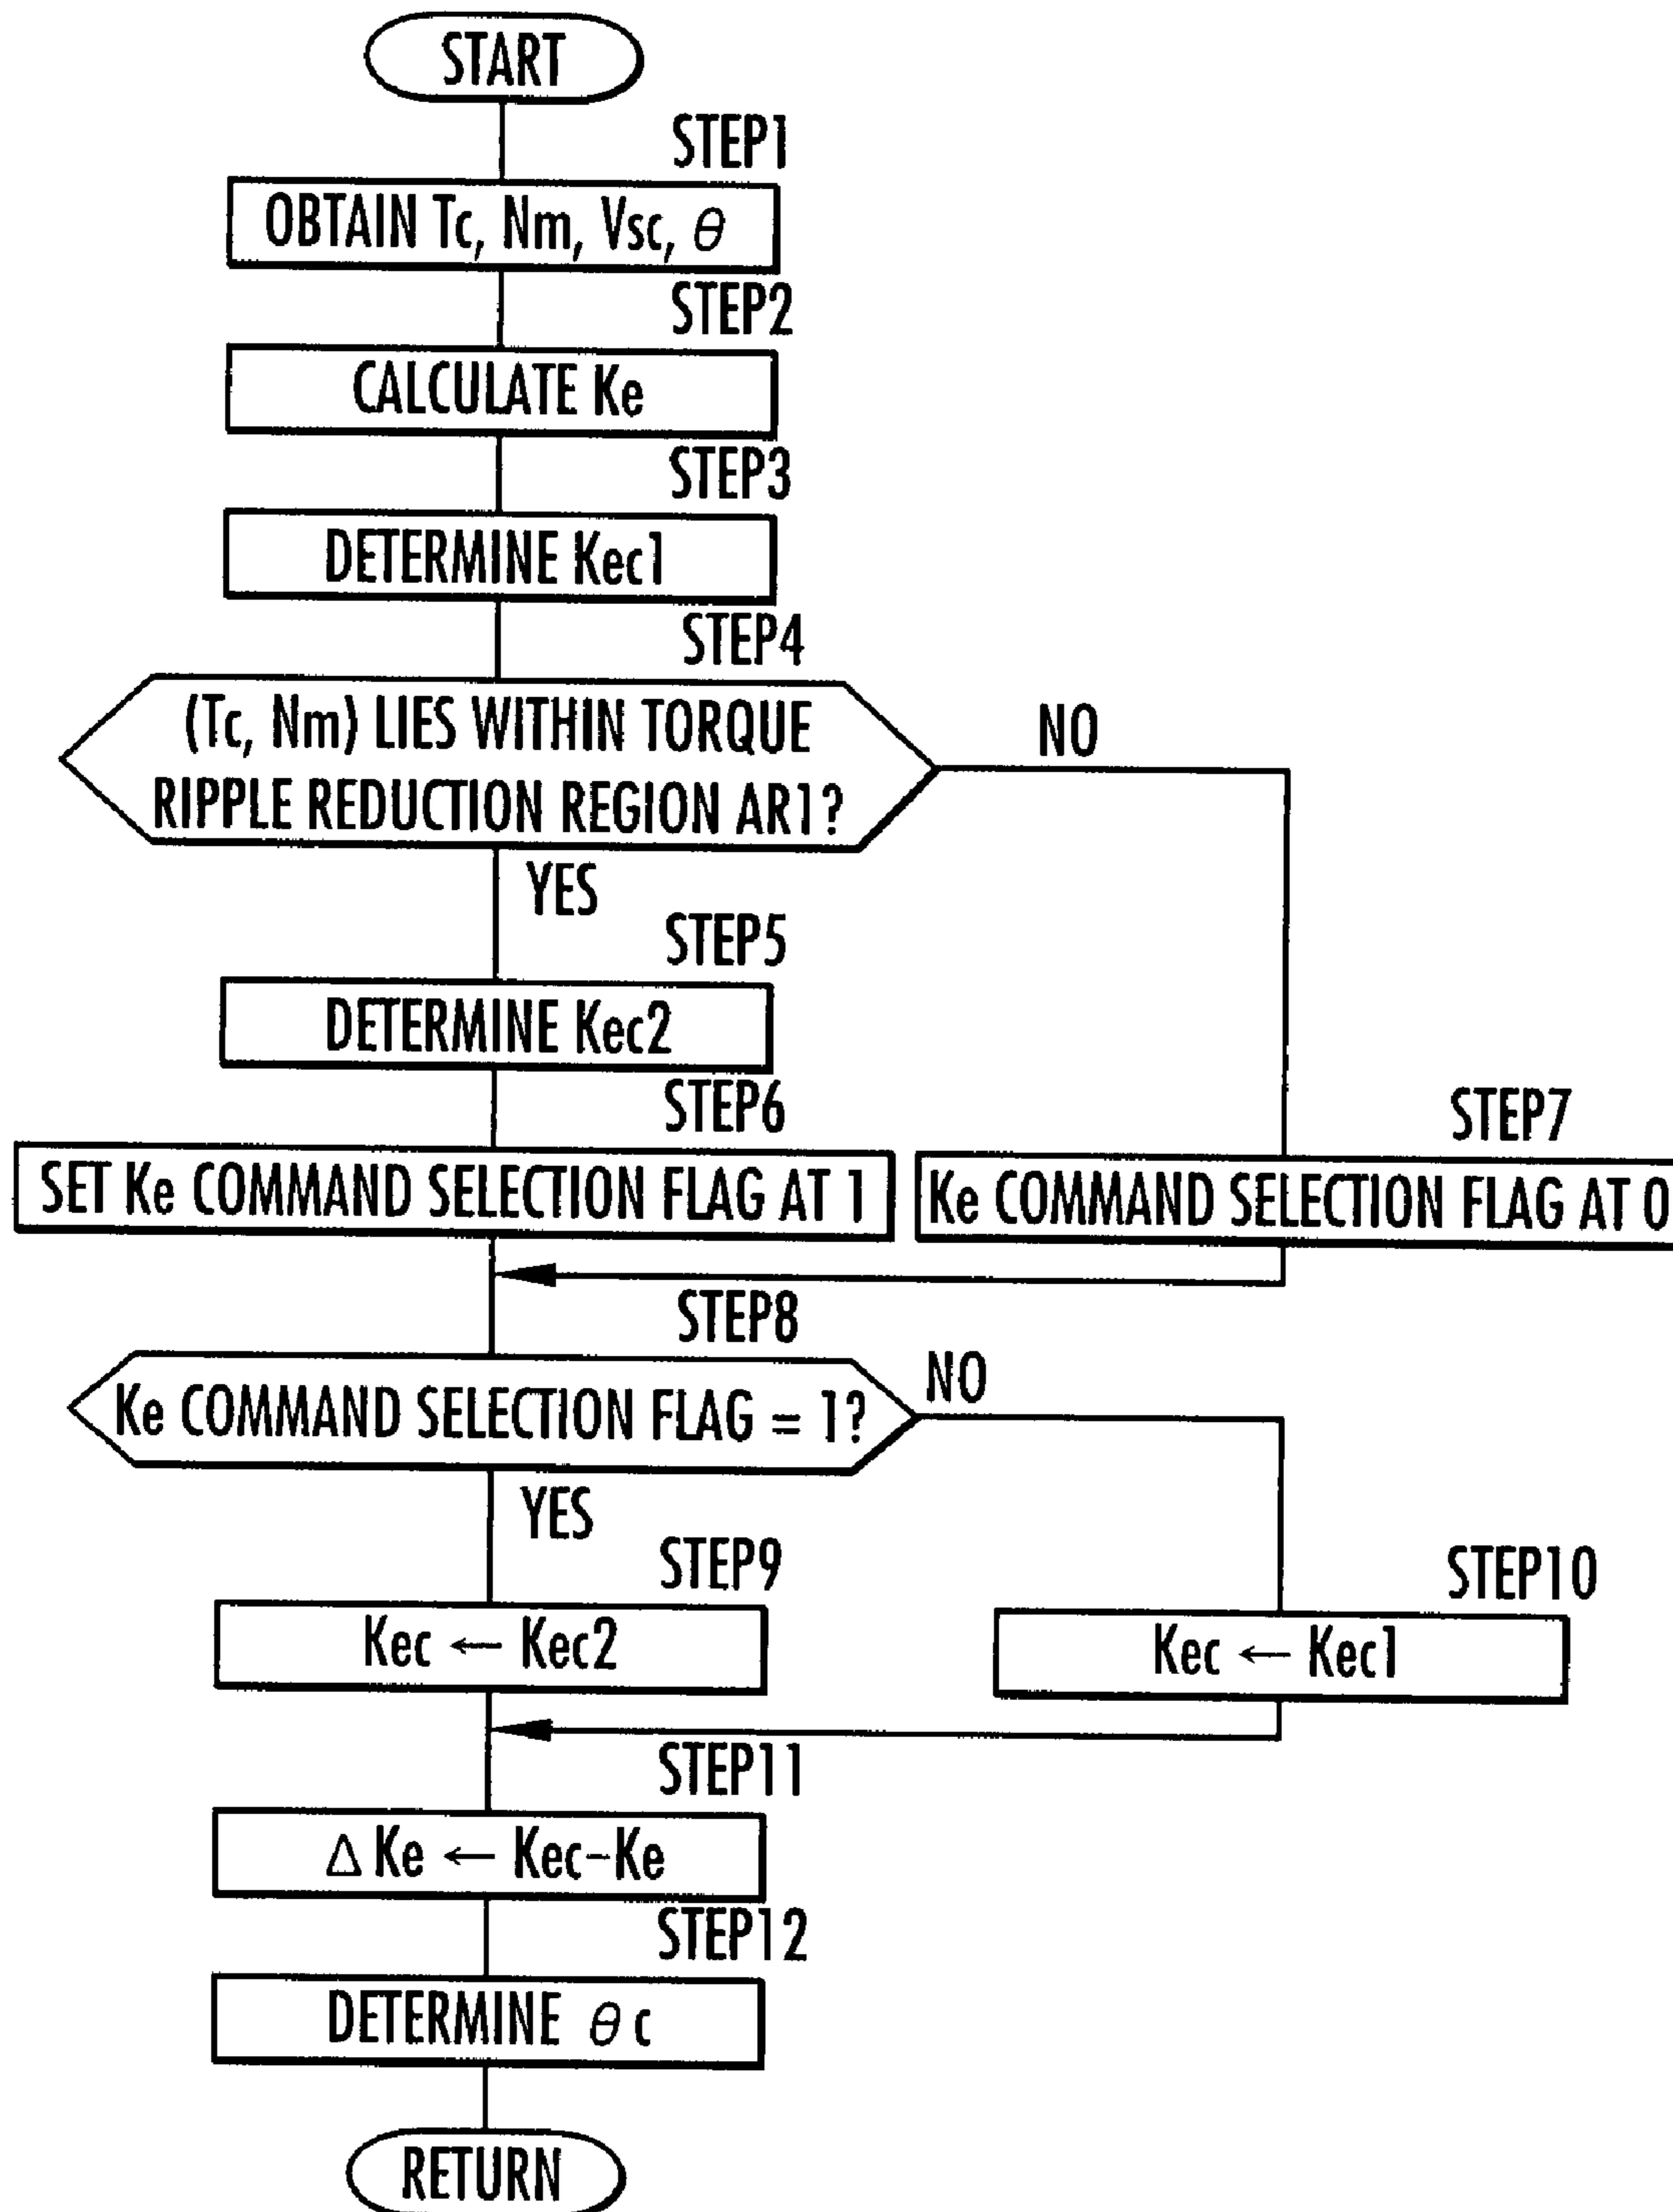 START
STEP1
OBTAIN Tc, Nm, Vsc, θ
STEP2
CALCULATE Ke
STEP3
DETERMINE Kec1
STEP4
(Tc, Nm) LIES WITHIN TORQUE
RIPPLE REDUCTION REGION AR1?
NO
YES
STEP5
DETERMINE Kec2
STEP6
SET Ke COMMAND SELECTION FLAG AT 1
STEP7
Ke COMMAND SELECTION FLAG AT 0
STEP8
Ke COMMAND SELECTION FLAG = 1?
NO
YES
STEP9
Kec ← Kec2
STEP10
Kec ← Kec1
STEP11
Δ Ke ← Kec-Ke
STEP12
DETERMINE θ c
RETURN